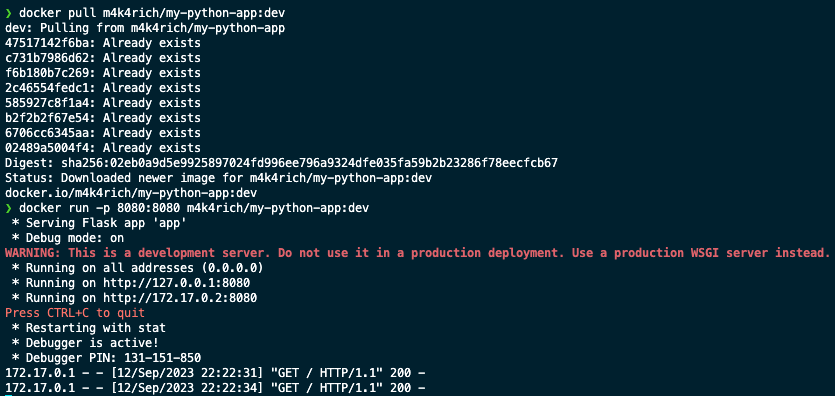 ❯ docker pull m4k4rich/my-python-app:dev
dev: Pulling from m4k4rich/my-python-app
47517142f6ba: Already exists
c731b7986d62: Already exists
f6b180b7c269: Already exists
2c46554fedc1: Already exists
585927c8f1a4: Already exists
b2f2b2f67e54: Already exists
6706cc6345aa: Already exists
02489a5004f4: Already exists
Digest: sha256:02eb0a9d5e9925897024fd996ee796a9324dfe035fa59b2b23286f78eecfcb67
Status: Downloaded newer image for m4k4rich/my-python-app:dev
docker.io/m4k4rich/my-python-app:dev
❯ docker run -p 8080:8080 m4k4rich/my-python-app:dev
 * Serving Flask app 'app'
 * Debug mode: on
WARNING: This is a development server. Do not use it in a production deployment. Use a production WSGI server instead.
 * Running on all addresses (0.0.0.0)
 * Running on http://127.0.0.1:8080
 * Running on http://172.17.0.2:8080
Press CTRL+C to quit
 * Restarting with stat
 * Debugger is active!
 * Debugger PIN: 131-151-850
172.17.0.1 - - [12/Sep/2023 22:22:31] "GET / HTTP/1.1" 200 -
172.17.0.1 - - [12/Sep/2023 22:22:34] "GET / HTTP/1.1" 200 -